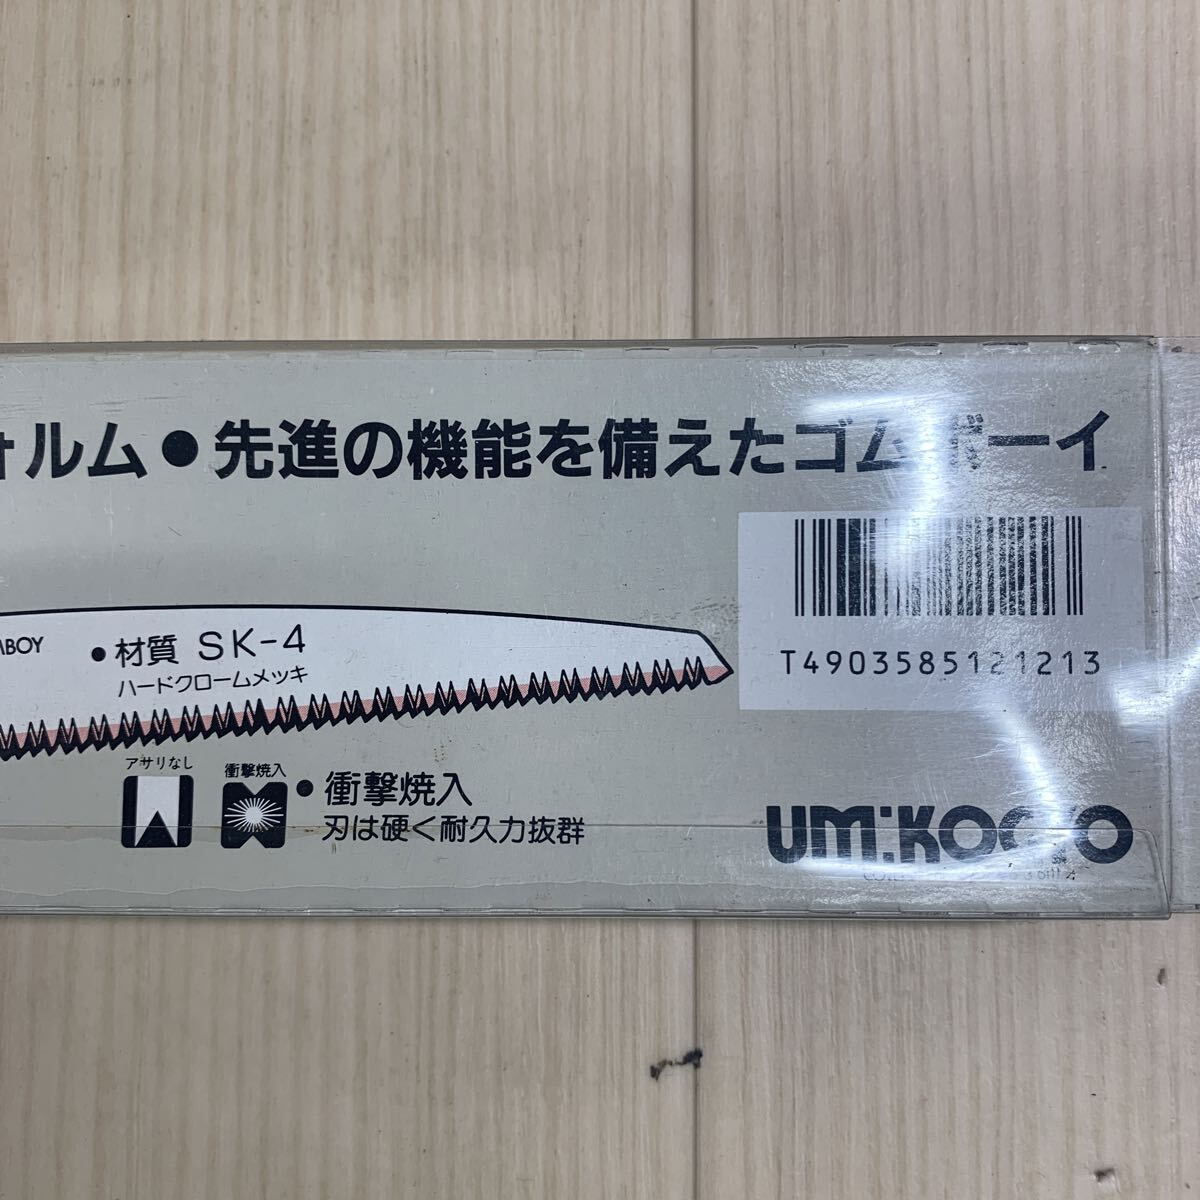 ォルム●先進の機能を備えたゴムボーイ
MBOY
●材質 SK-4
ハードクロームメッキ
T4903585121213
アサリなし
衝撃焼入
●衝撃焼入
刃は硬く耐久力抜群
UM:KOGYO